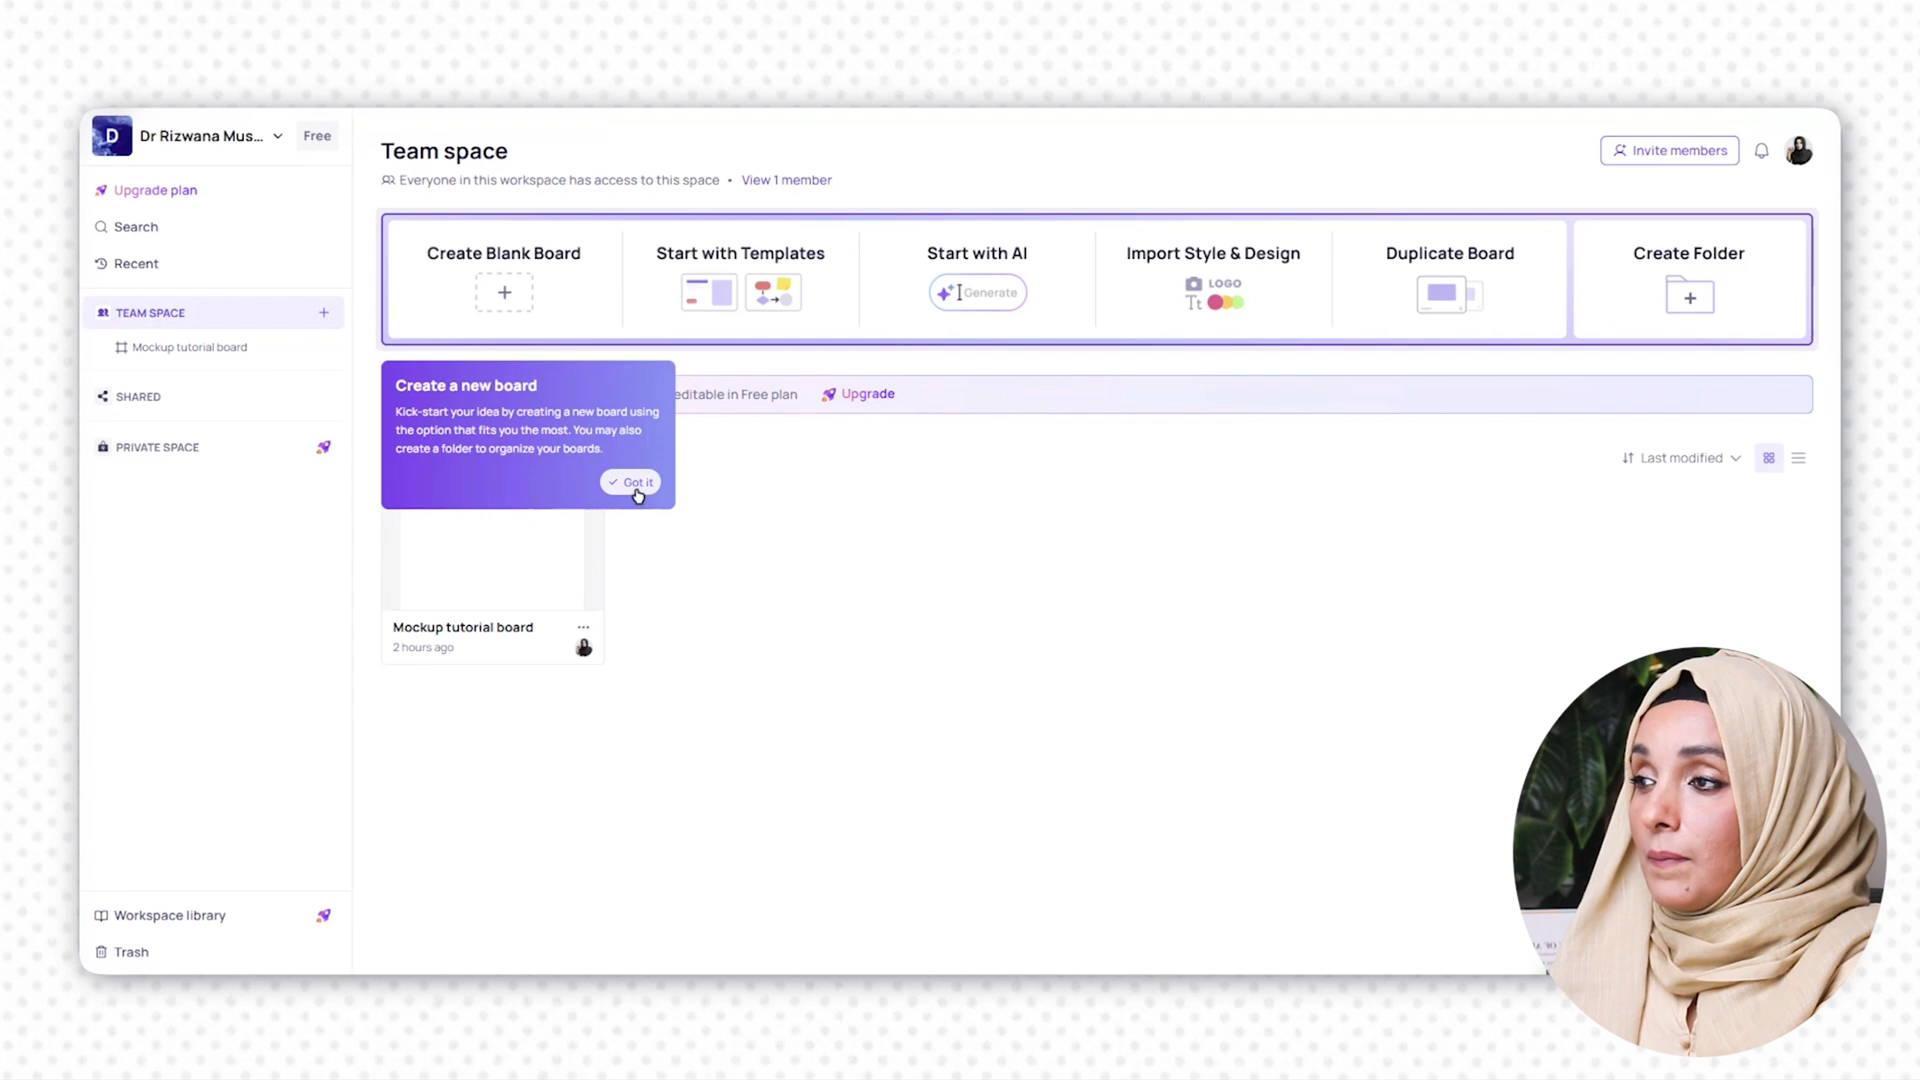 D
Dr Rizwana Mus...
Free
Upgrade plan
Search
Recent
TEAM SPACE
Mockup tutorial board
SHARED
PRIVATE SPACE
Workspace library
Trash
Team space
Everyone in this workspace has access to this space • View 1 member
Invite members
Create Blank Board
Start with Templates
Start with AI
Generate
Import Style & Design
LOGO
Tt
Duplicate Board
Create Folder
Create a new board
Kick-start your idea by creating a new board using
the option that fits you the most. You may also
create a folder to organize your boards.
Got it
editable in Free plan
Upgrade
Last modified
Mockup tutorial board
2 hours ago